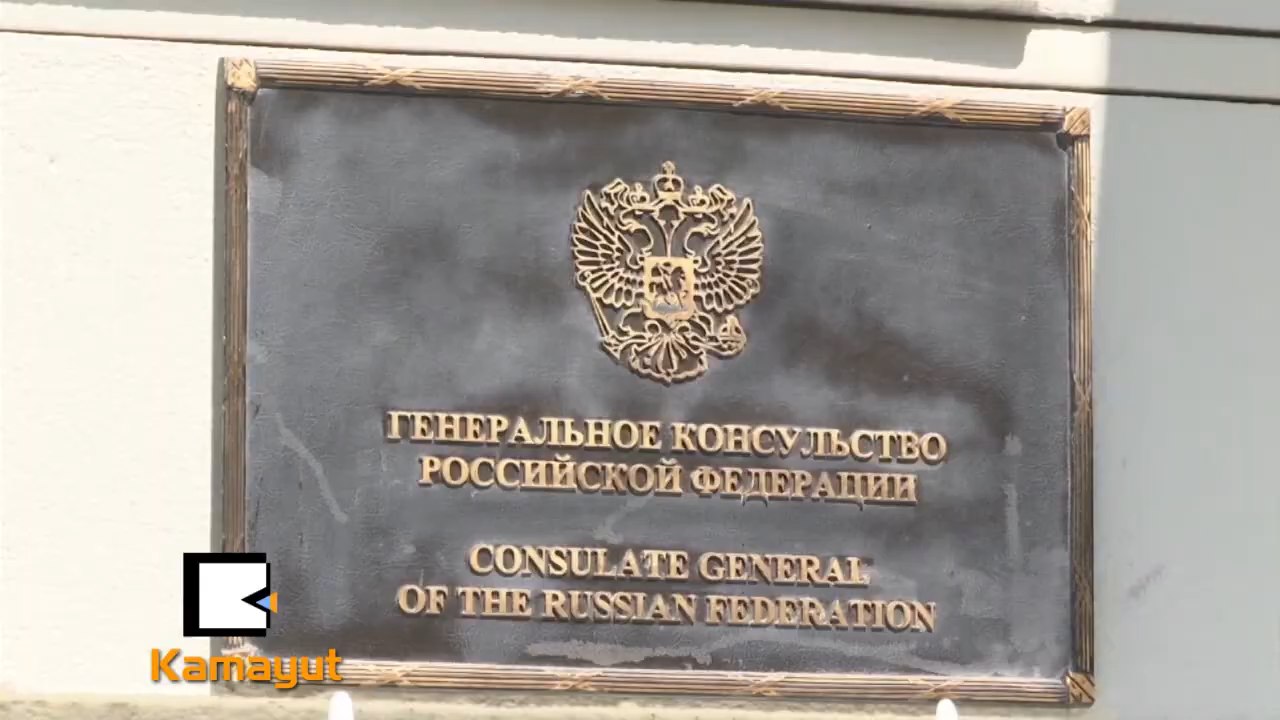 ГЕНЕРАЛЬНОЕ КОНСУЛЬСТВО
РОССИЙСКОЙ ФЕДЕРАЦИИ
CONSULATE GENERAL
OF THE RUSSIAN FEDERATION
Kamayut